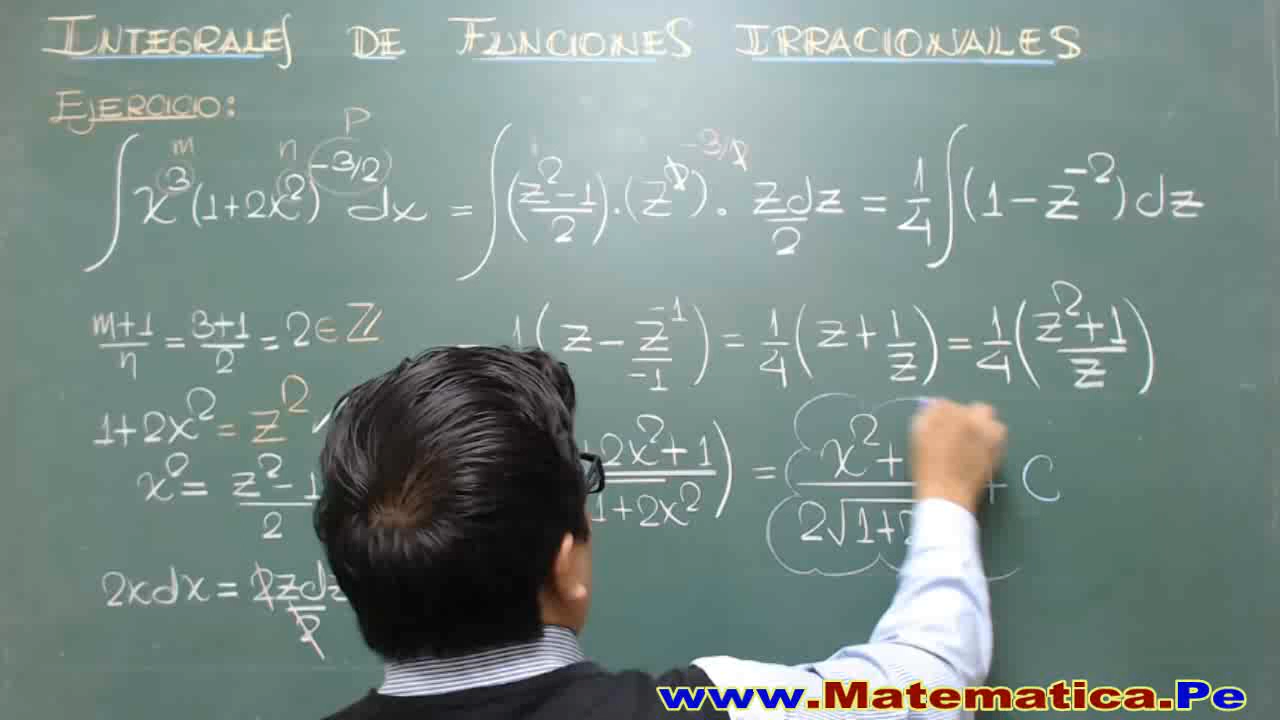 INTEGRALES DE FUNCIONES IRRACIONALES
EJERCICIO:
m n p
∫ x³(1+2x²)^(-3/2) dx = ∫ (z²-1/2)·(z²)^(-3/2) · zdz/2 = 1/4 ∫ (1-z⁻²)dz
m+1/n = 3+1/2 = 2 ∈ ℤ
1/4 (z - z⁻¹/-1) = 1/4 (z + 1/z) = 1/4 (z²+1/z)
1+2x² = z²
+2x²+1 / 1+2x² ) = x²+ / 2√1+2 + C
x² = z²-1/2
2xdx = 2zdz/2
www.Matematica.Pe